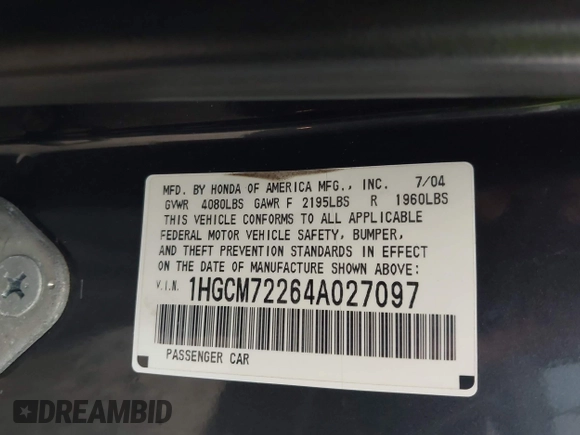 MFD. BY HONDA OF AMERICA MFG., INC. 7/04
GVWR 4080LBS GAWR F 2195LBS R 1960LBS
THIS VEHICLE CONFORMS TO ALL APPLICABLE
FEDERAL MOTOR VEHICLE SAFETY, BUMPER,
AND THEFT PREVENTION STANDARDS IN EFFECT
ON THE DATE OF MANUFACTURE SHOWN ABOVE:
V.I.N. 1HGCM72264A027097
PASSENGER CAR
DREAMBID